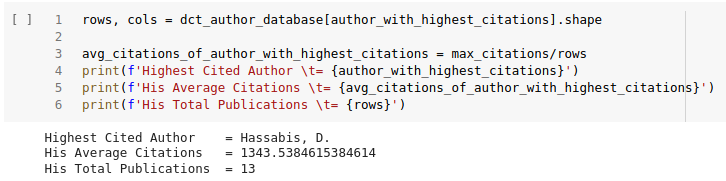 [ ] 1 rows, cols = dct_author_database[author_with_highest_citations].shape
2
3 avg_citations_of_author_with_highest_citations = max_citations/rows
4 print(f'Highest Cited Author \t= {author_with_highest_citations}')
5 print(f'His Average Citations \t= {avg_citations_of_author_with_highest_citations}')
6 print(f'His Total Publications \t= {rows}')
Highest Cited Author = Hassabis, D.
His Average Citations = 1343.5384615384614
His Total Publications = 13